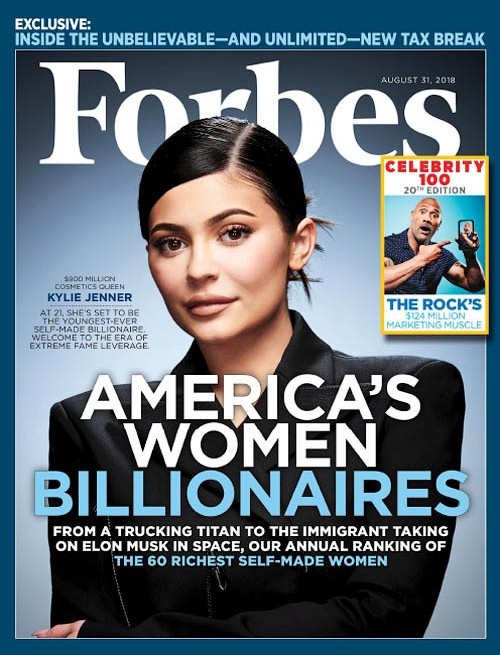 EXCLUSIVE:
INSIDE THE UNBELIEVABLE—AND UNLIMITED—NEW TAX BREAK
Forbes
AUGUST 31, 2018
CELEBRITY
100
20TH EDITION
THE ROCK'S
$124 MILLION
MARKETING MUSCLE
$900 MILLION
COSMETICS QUEEN
KYLIE JENNER
AT 21, SHE'S SET TO BE
THE YOUNGEST-EVER
SELF-MADE BILLIONAIRE.
WELCOME TO THE ERA OF
EXTREME FAME LEVERAGE.
AMERICA'S
WOMEN
BILLIONAIRES
FROM A TRUCKING TITAN TO THE IMMIGRANT TAKING
ON ELON MUSK IN SPACE, OUR ANNUAL RANKING OF
THE 60 RICHEST SELF-MADE WOMEN